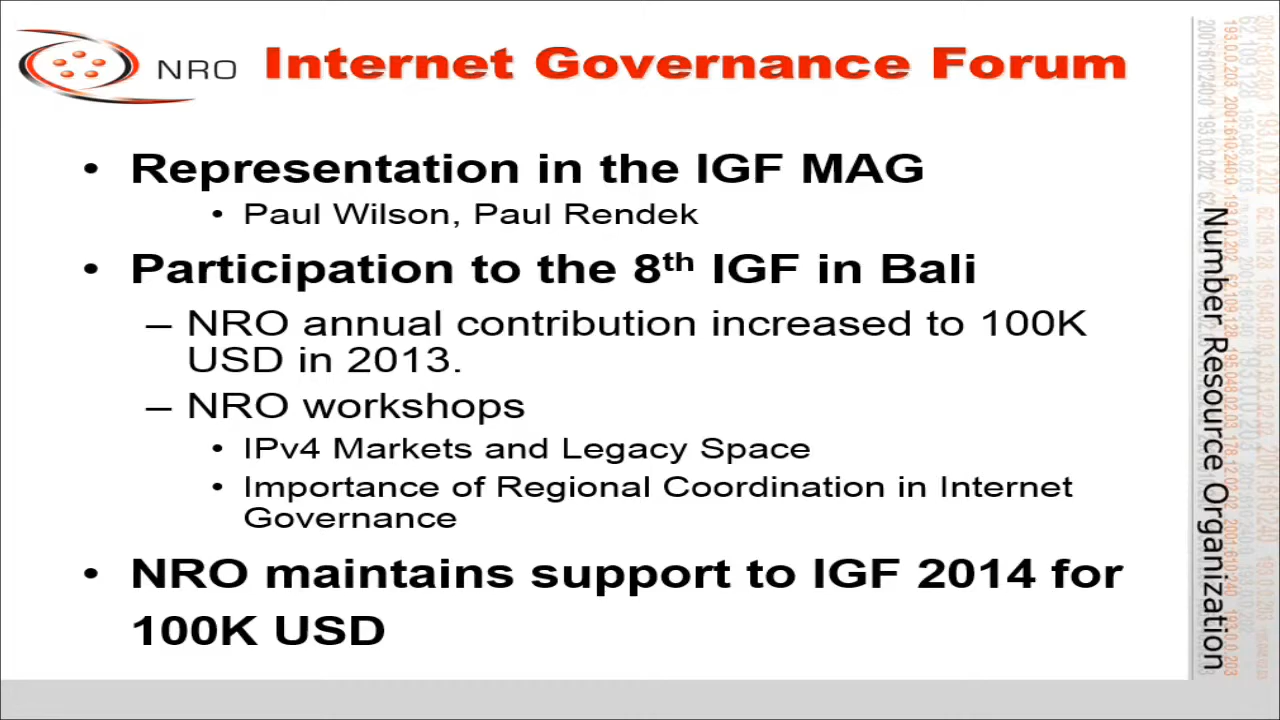 NRO
Internet Governance Forum
• Representation in the IGF MAG
• Paul Wilson, Paul Rendek
• Participation to the 8th IGF in Bali
– NRO annual contribution increased to 100K
USD in 2013.
– NRO workshops
• IPv4 Markets and Legacy Space
• Importance of Regional Coordination in Internet
Governance
• NRO maintains support to IGF 2014 for
100K USD
Number Resource Organization